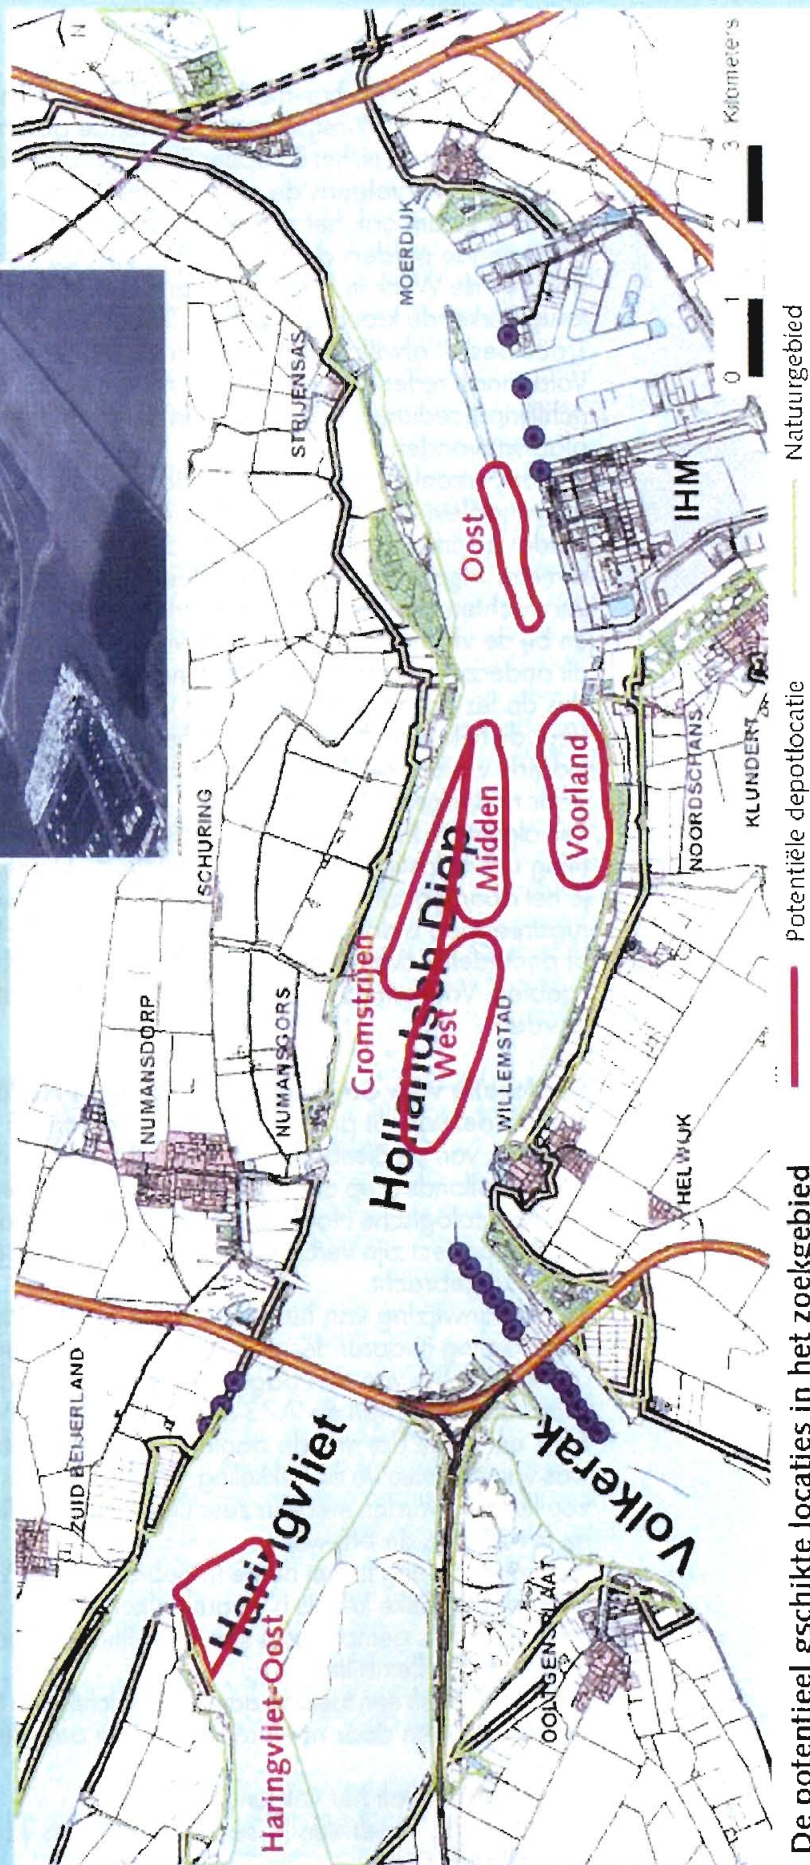 N
ZUID BEIJERLAND
NUMANSDORP
NUMANSGORS
SCHURING
STRIJENSAS
MOERDIJK
Haringvliet-Oost
Haringvliet
Volkerak
OOLTGENSPLAAT
HELWIJK
WILLEMSTAD
Hollandsch Diep
Cromstrijen
West
Midden
Voorland
Oost
IHM
NOORDSCHANS
KLUNDERT
0 1 2 3 Kilometers
Potentiële depotlocatie
Natuurgebied
De potentieel gschikte locaties in het zoekgebied